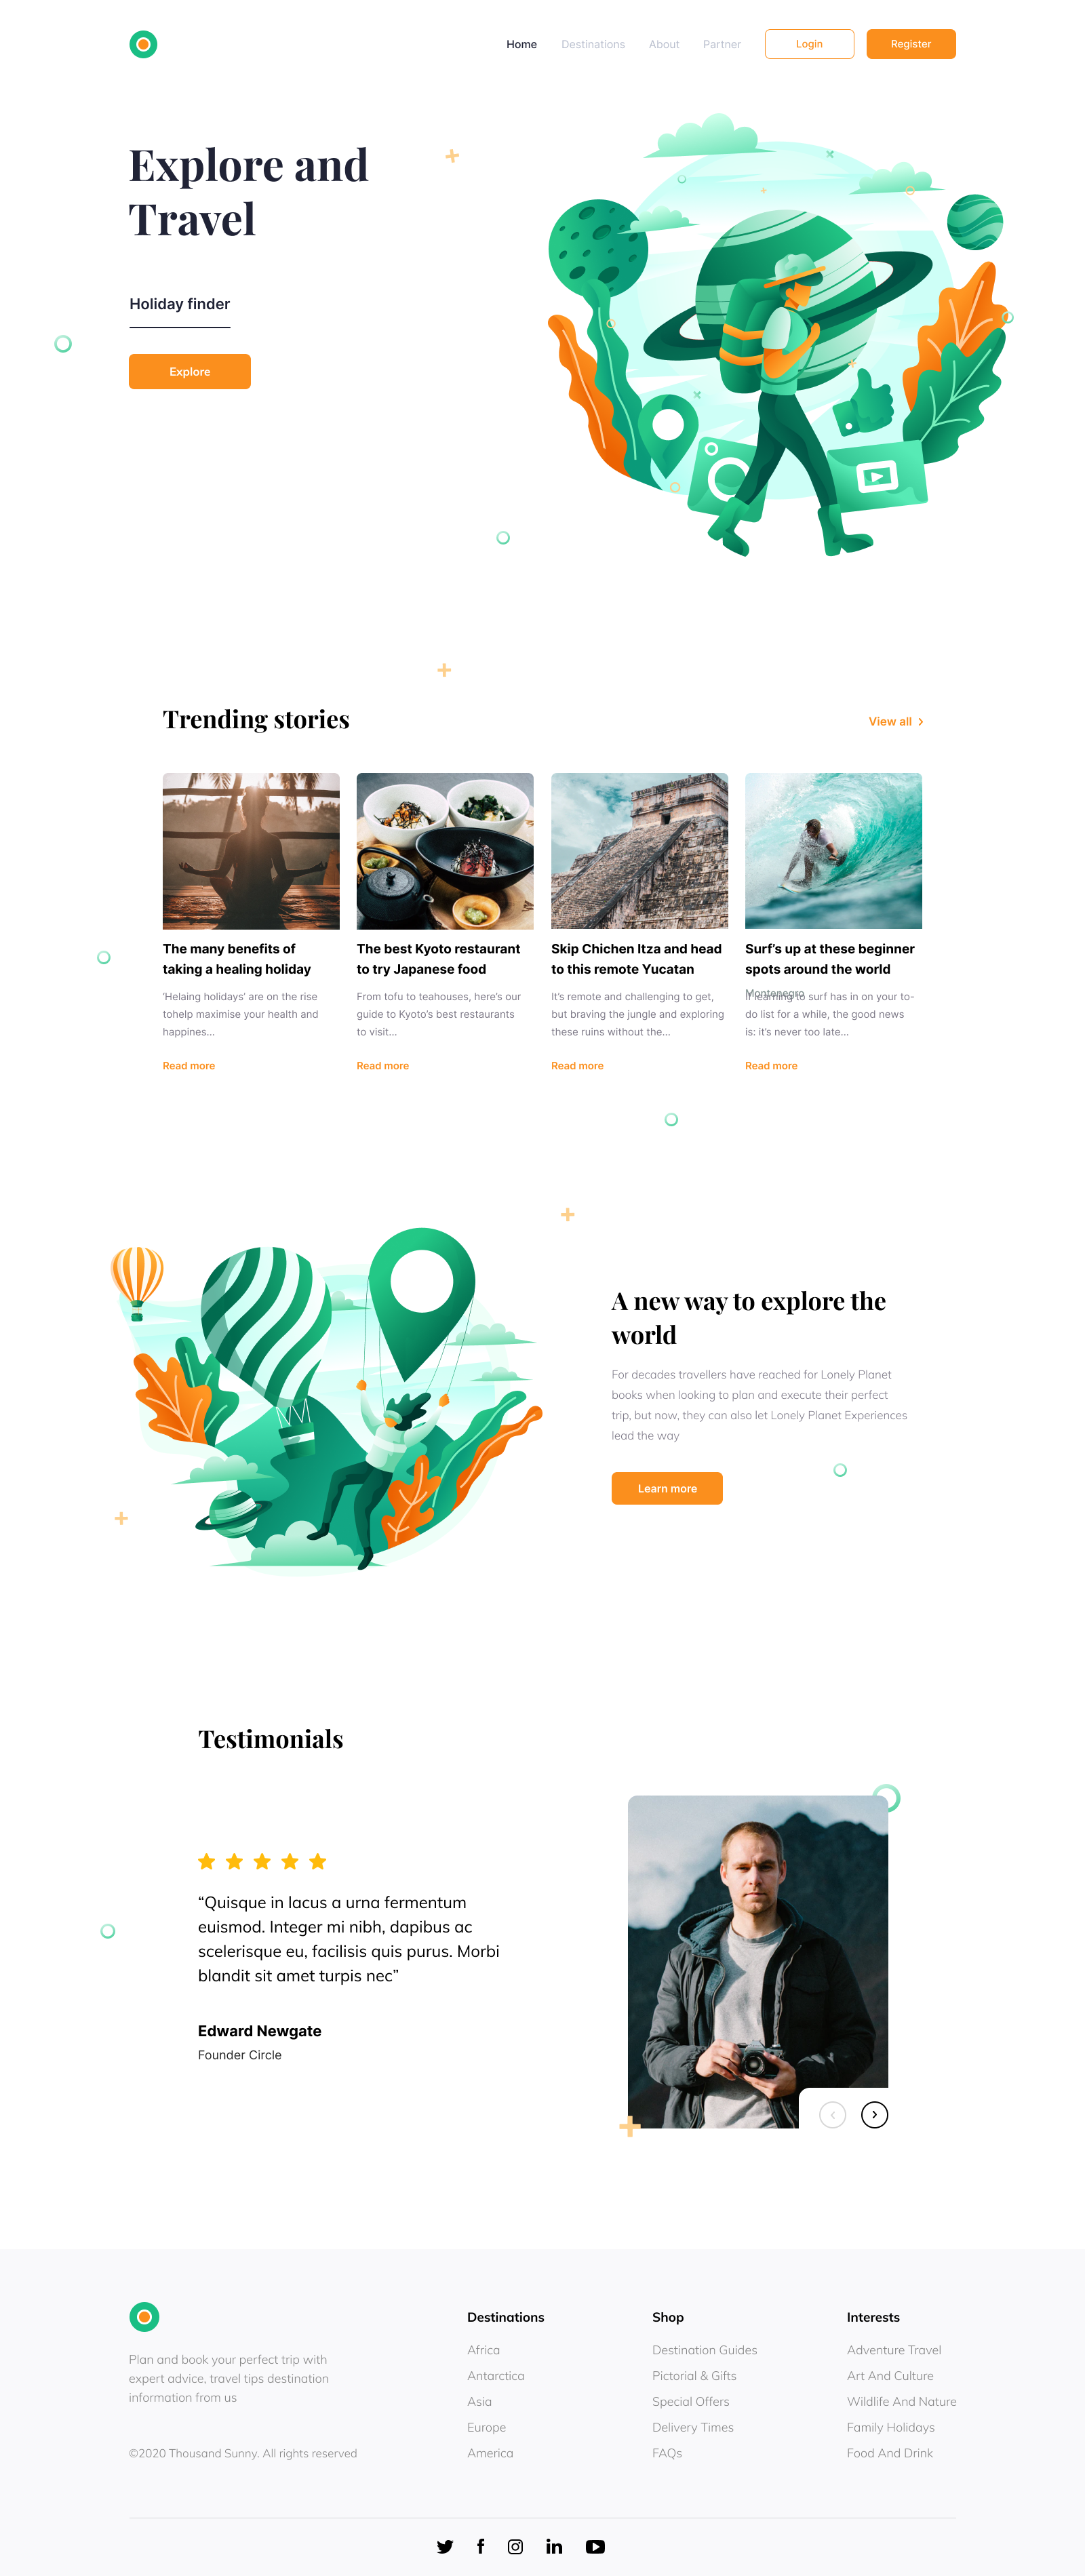 Home Destinations About Partner Login Register
Explore and
Travel
Holiday finder
Explore
Trending stories
View all
The many benefits of
taking a healing holiday
‘Helaing holidays’ are on the rise
tohelp maximise your health and
happines...
Read more
The best Kyoto restaurant
to try Japanese food
From tofu to teahouses, here’s our
guide to Kyoto’s best restaurants
to visit...
Read more
Skip Chichen Itza and head
to this remote Yucatan
It’s remote and challenging to get,
but braving the jungle and exploring
these ruins without the...
Read more
Surf’s up at these beginner
spots around the world
Montenegro
If learning to surf has in on your to-
do list for a while, the good news
is: it’s never too late...
Read more
A new way to explore the
world
For decades travellers have reached for Lonely Planet
books when looking to plan and execute their perfect
trip, but now, they can also let Lonely Planet Experiences
lead the way
Learn more
Testimonials
“Quisque in lacus a urna fermentum
euismod. Integer mi nibh, dapibus ac
scelerisque eu, facilisis quis purus. Morbi
blandit sit amet turpis nec”
Edward Newgate
Founder Circle
Plan and book your perfect trip with
expert advice, travel tips destination
information from us
©2020 Thousand Sunny. All rights reserved
Destinations
Africa
Antarctica
Asia
Europe
America
Shop
Destination Guides
Pictorial & Gifts
Special Offers
Delivery Times
FAQs
Interests
Adventure Travel
Art And Culture
Wildlife And Nature
Family Holidays
Food And Drink